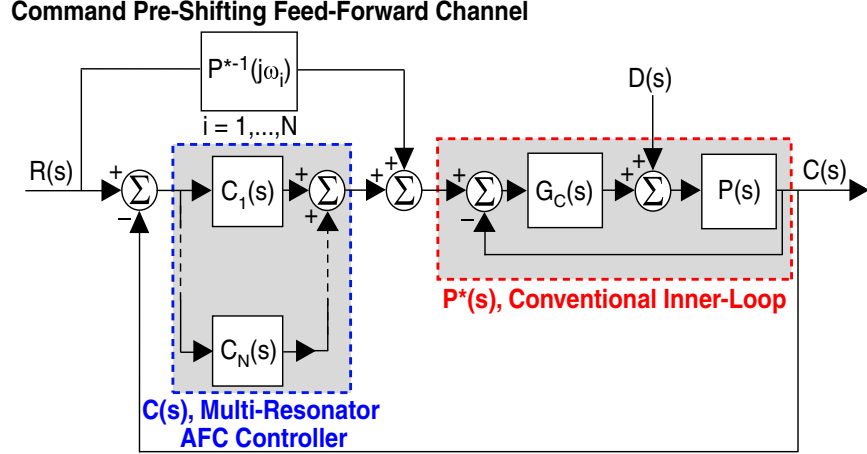 Command Pre-Shifting Feed-Forward Channel
P*-1(jωi)
i = 1,...,N
D(s)
R(s)
+
Σ
−
C1(s)
+
Σ
+
+
+
Σ
+
Σ
−
GC(s)
+
+
Σ
P(s)
C(s)
CN(s)
P*(s), Conventional Inner-Loop
C(s), Multi-Resonator
AFC Controller